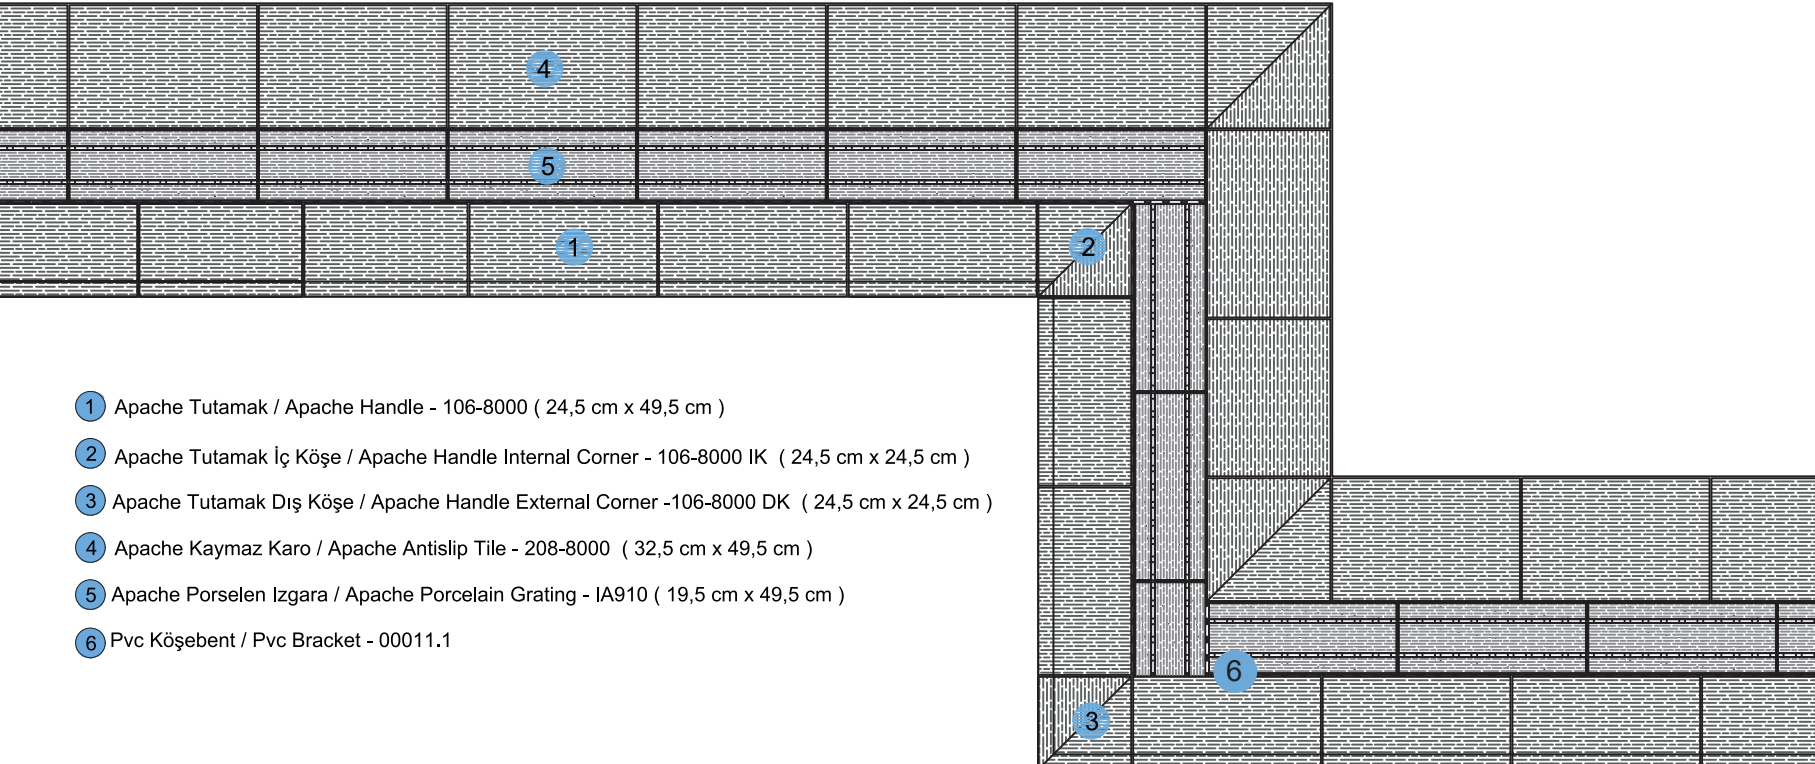 4
5
1
2
1 Apache Tutamak / Apache Handle - 106-8000 ( 24,5 cm x 49,5 cm )
2 Apache Tutamak İç Köşe / Apache Handle Internal Corner - 106-8000 IK ( 24,5 cm x 24,5 cm )
3 Apache Tutamak Dış Köşe / Apache Handle External Corner -106-8000 DK ( 24,5 cm x 24,5 cm )
4 Apache Kaymaz Karo / Apache Antislip Tile - 208-8000 ( 32,5 cm x 49,5 cm )
5 Apache Porselen Izgara / Apache Porcelain Grating - IA910 ( 19,5 cm x 49,5 cm )
6 Pvc Köşebent / Pvc Bracket - 00011.1
6
3